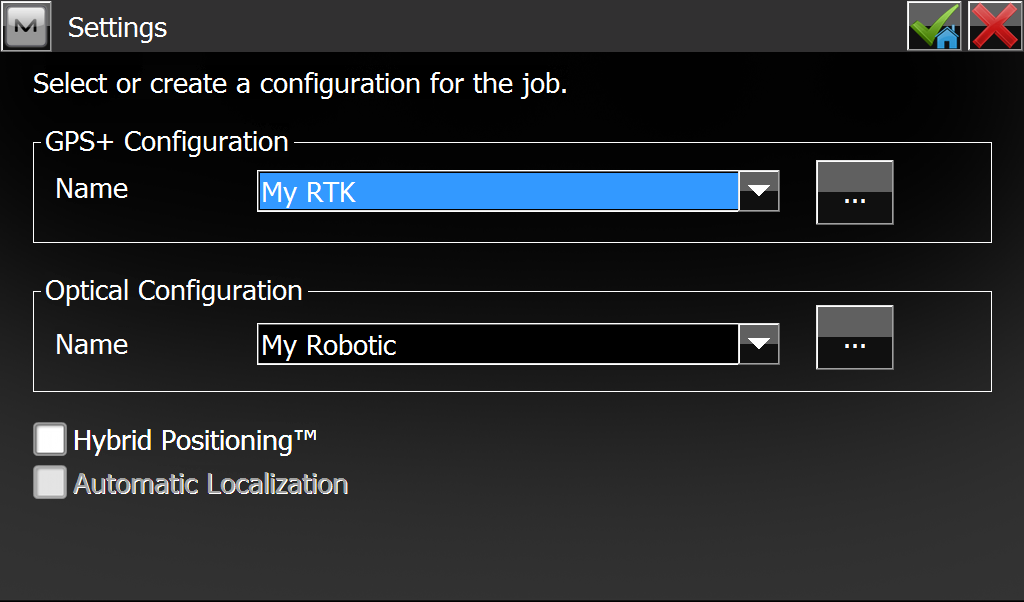 M Settings
Select or create a configuration for the job.
GPS+ Configuration
Name My RTK ...
Optical Configuration
Name My Robotic ...
Hybrid Positioning™
Automatic Localization